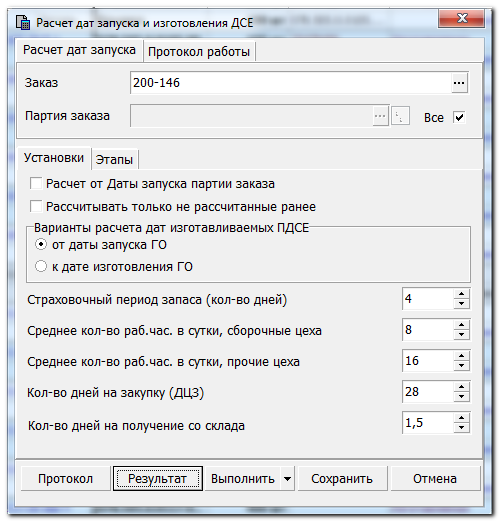 Расчет дат запуска и изготовления ДСЕ
Расчет дат запуска Протокол работы
Заказ 200-146 ...
Партия заказа ... Все
Установки Этапы
Расчет от Даты запуска партии заказа
Рассчитывать только не рассчитанные ранее
Варианты расчета дат изготавливаемых ПДСЕ
от даты запуска ГО
к дате изготовления ГО
Страховочный период запаса (кол-во дней) 4
Среднее кол-во раб.час. в сутки, сборочные цеха 8
Среднее кол-во раб.час. в сутки, прочие цеха 16
Кол-во дней на закупку (ДЦЗ) 28
Кол-во дней на получение со склада 1,5
Протокол Результат Выполнить Сохранить Отмена